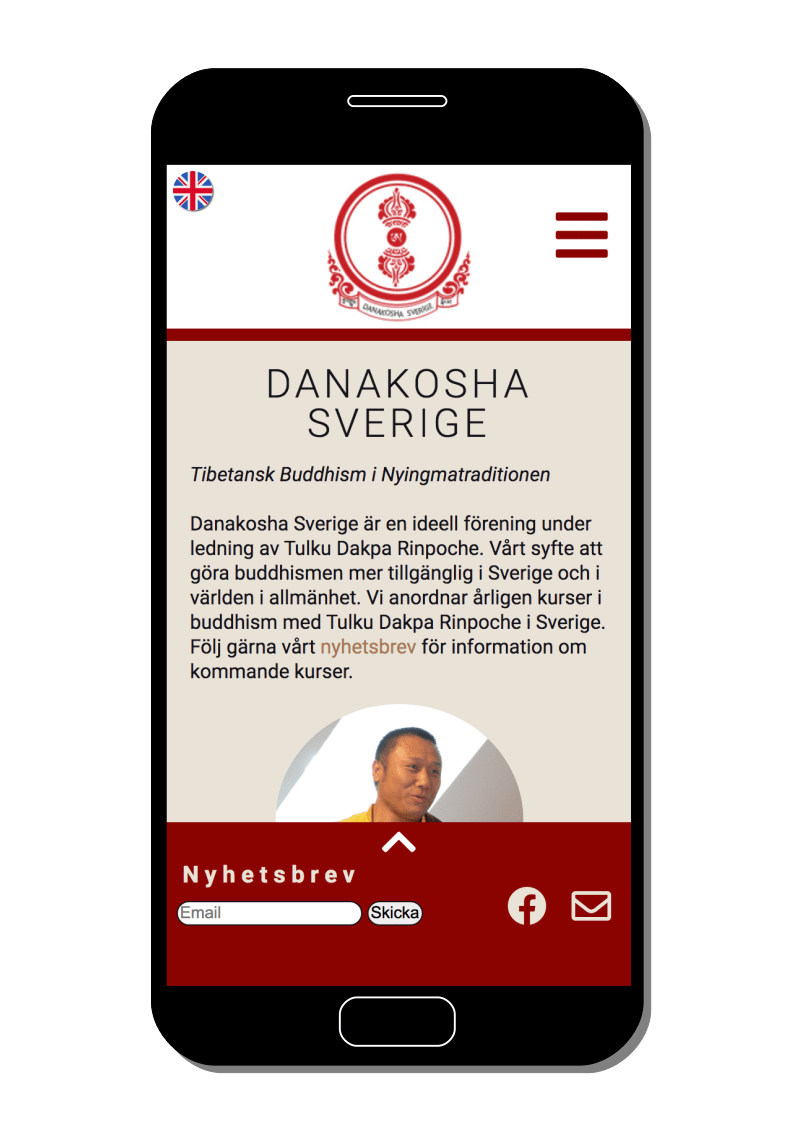 DANAKOSHA SVERIGE
DANAKOSHA
SVERIGE
Tibetansk Buddhism i Nyingmatraditionen
Danakosha Sverige är en ideell förening under
ledning av Tulku Dakpa Rinpoche. Vårt syfte att
göra buddhismen mer tillgänglig i Sverige och i
världen i allmänhet. Vi anordnar årligen kurser i
buddhism med Tulku Dakpa Rinpoche i Sverige.
Följ gärna vårt nyhetsbrev för information om
kommande kurser.
Nyhetsbrev
Email Skicka